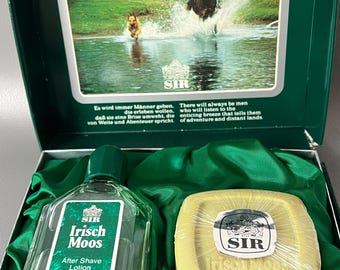 SIR
Es wird immer Männer geben,
die erleben wollen,
daß sie eine Brise umweht, die
von Weite und Abenteuer spricht.
There will always be men
who will listen to the
enticing breeze that tells them
of adventure and distant lands.
SIR
Irisch
Moos
After Shave
Lotion
SIR